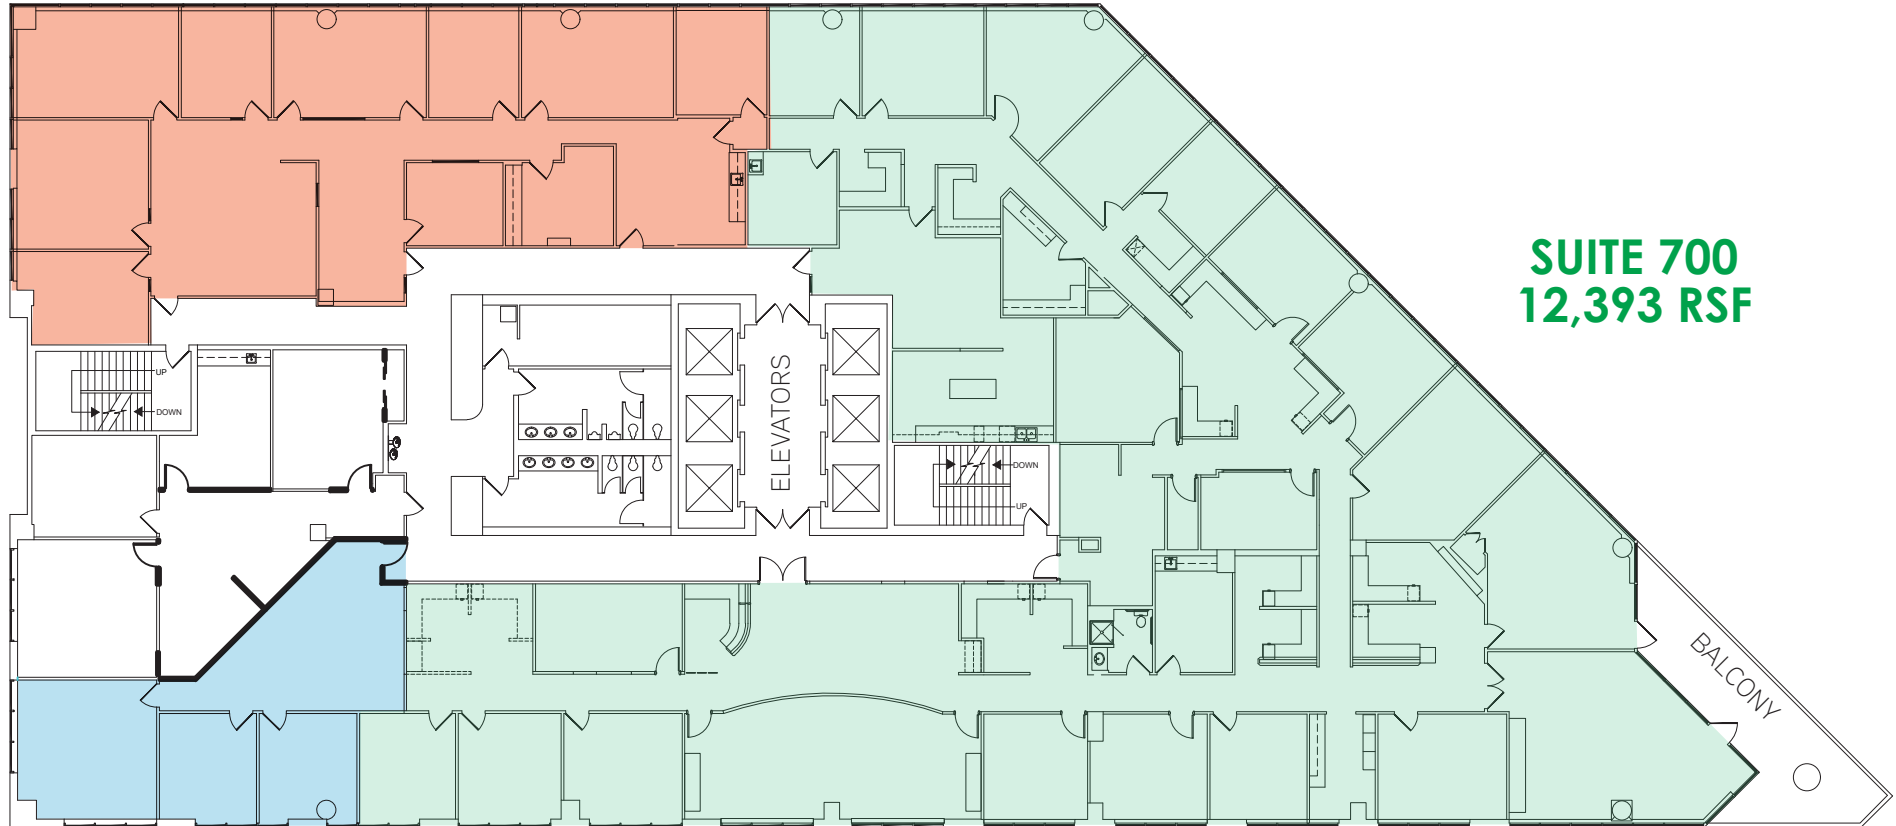 SUITE 700
12,393 RSF
UP
DOWN
ELEVATORS
DOWN
UP
BALCONY